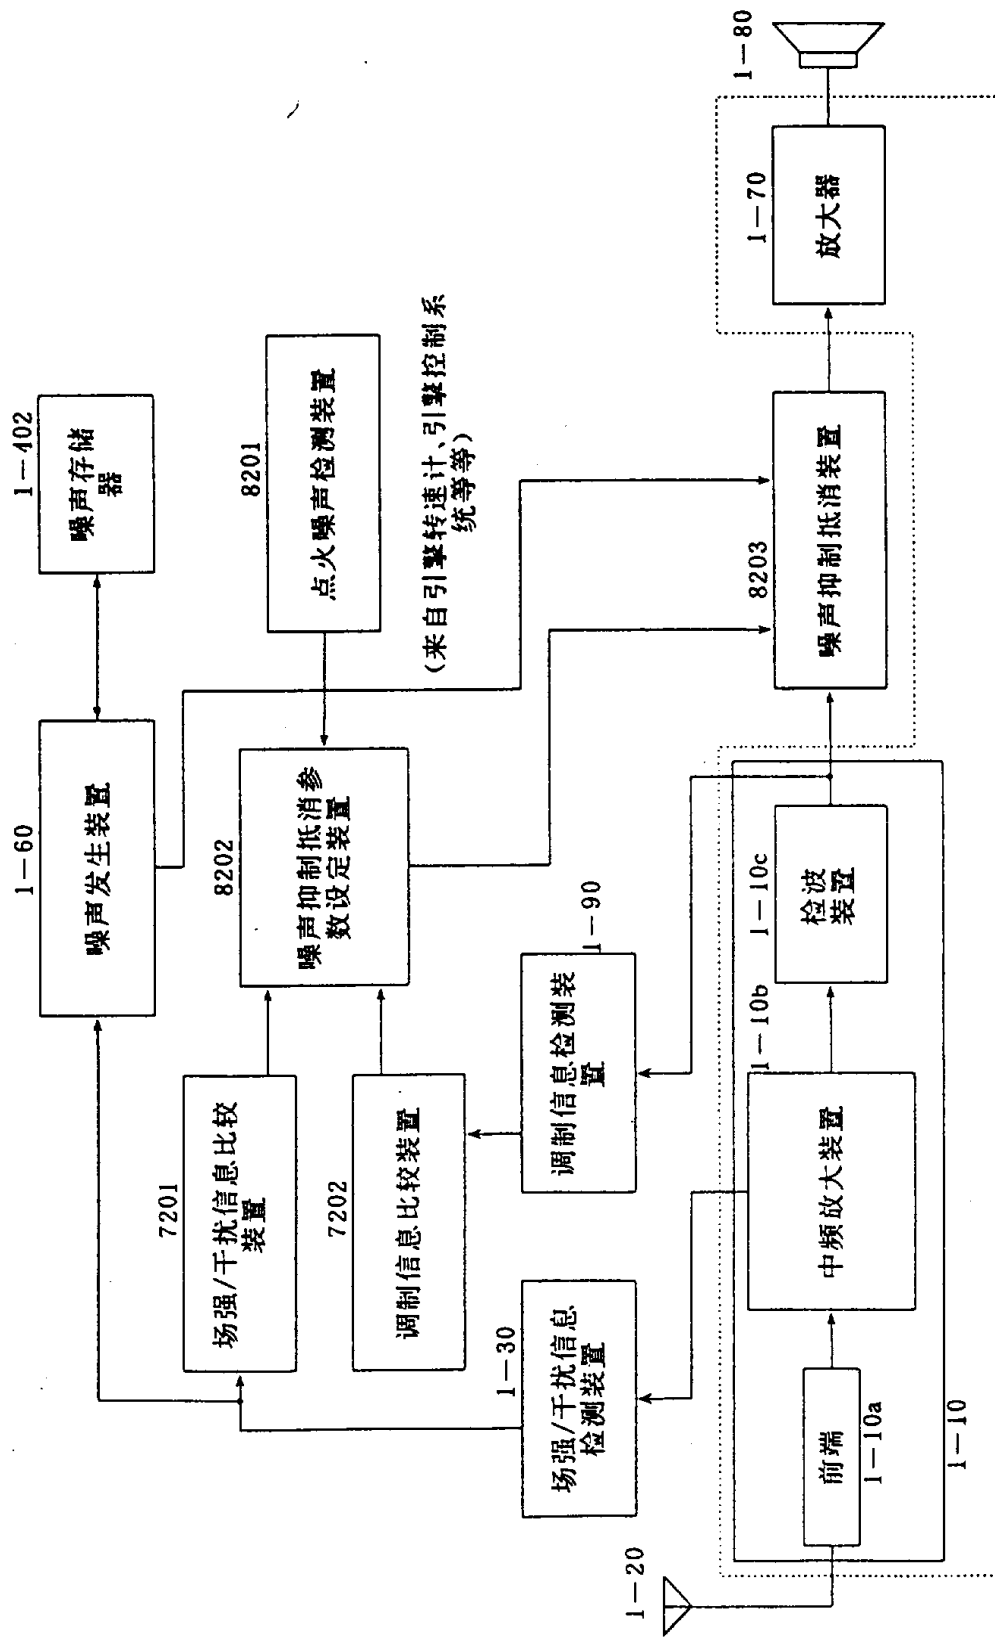 1-402
噪声存储
器
1-60
噪声发生装置
8201
点火噪声检测装置
(来自引擎转速计、引擎控制系
统等等)
8202
噪声抑制抵消参
数设定装置
7201
场强/干扰信息比较
装置
7202
调制信息比较装置
1-90
调制信息检测装
置
1-30
场强/干扰信息
检测装置
1-20
前端
1-10a
1-10
中频放大装置
1-10b
检波
装置
1-10c
8203
噪声抑制抵消装置
1-70
放大器
1-80